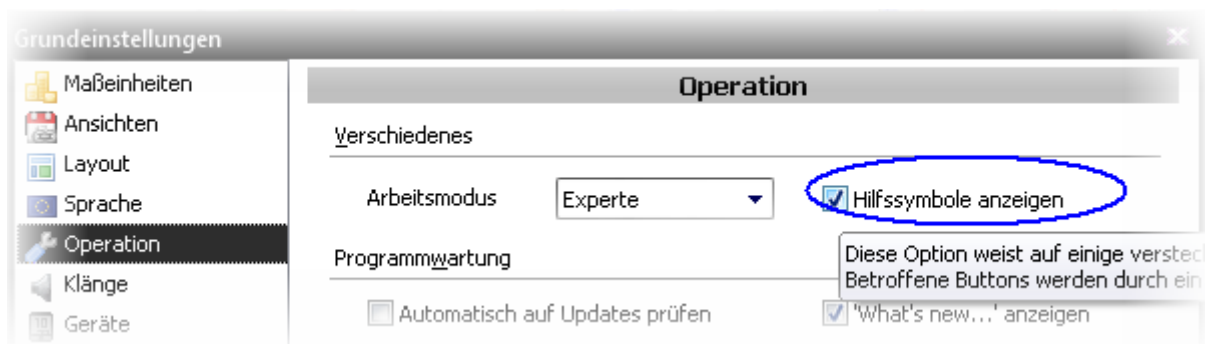 Grundeinstellungen
Maßeinheiten
Ansichten
Layout
Sprache
Operation
Klänge
Geräte
Operation
Verschiedenes
Arbeitsmodus
Experte
Hilfssymbole anzeigen
Diese Option weist auf einige
Betroffene Buttons werden durch
Programmwartung
Automatisch auf Updates prüfen
'What's new...' anzeigen